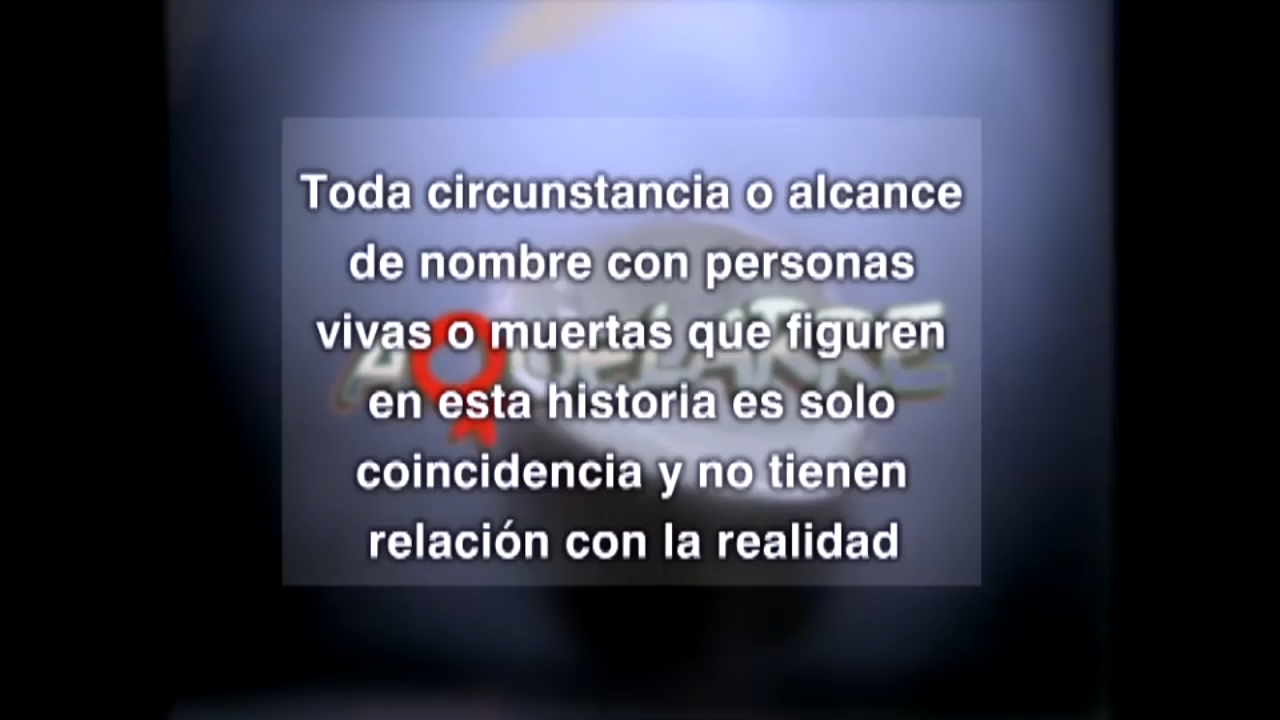 Toda circunstancia o alcance
de nombre con personas
vivas o muertas que figuren
en esta historia es solo
coincidencia y no tienen
relación con la realidad
AQUELARRE